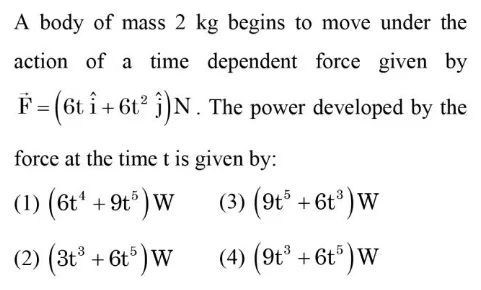 A body of mass 2 kg begins to move under the
action of a time dependent force given by
F⃗ = (6t î + 6t² ĵ) N . The power developed by the
force at the time t is given by:
(1) (6t⁴ + 9t⁵) W (3) (9t⁵ + 6t³) W
(2) (3t³ + 6t⁵) W (4) (9t³ + 6t⁵) W